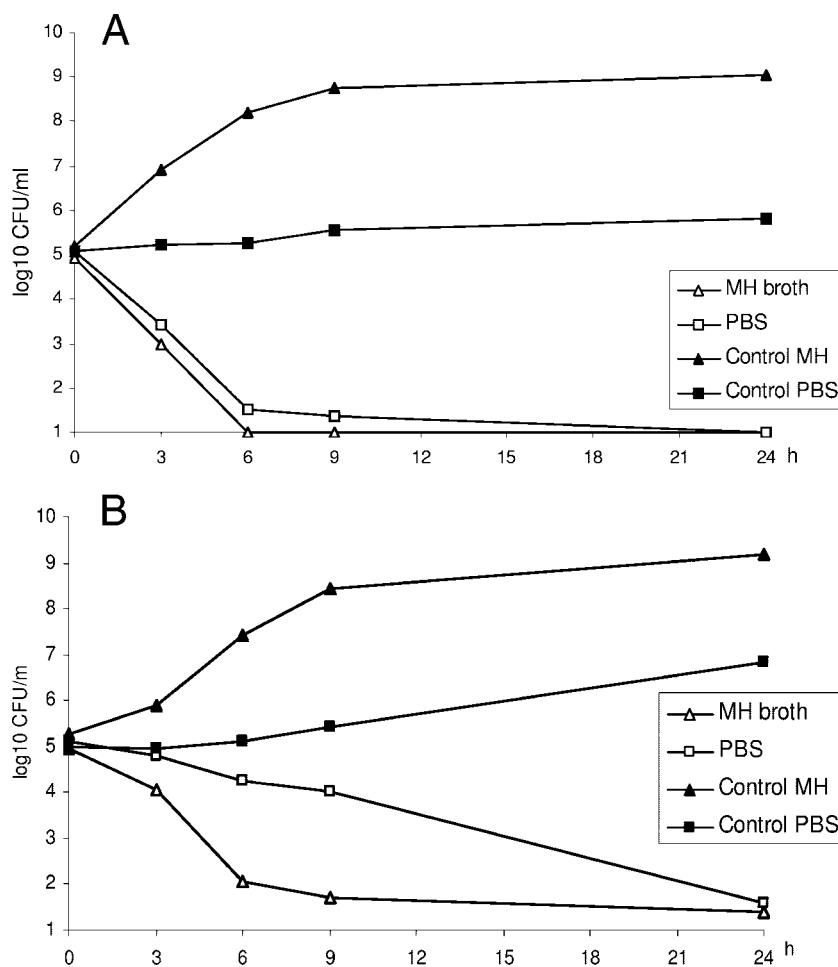 A
10
9
8
7
6
5
4
3
2
1
log10 CFU/ml
0 3 6 9 12 15 18 21 24 h
MH broth
PBS
Control MH
Control PBS
B
10
9
8
7
6
5
4
3
2
1
log10 CFU/m
0 3 6 9 12 15 18 21 24 h
MH broth
PBS
Control MH
Control PBS